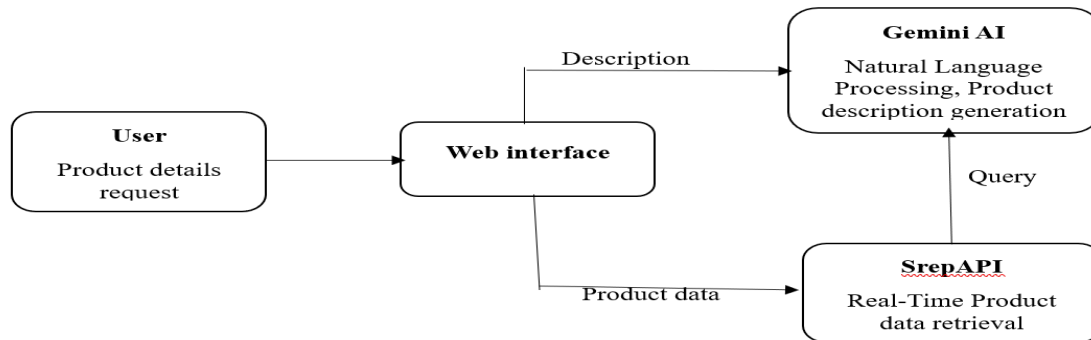 User
Product details
request
Web interface
Description
Product data
Gemini AI
Natural Language
Processing, Product
description generation
Query
SrepAPI
Real-Time Product
data retrieval